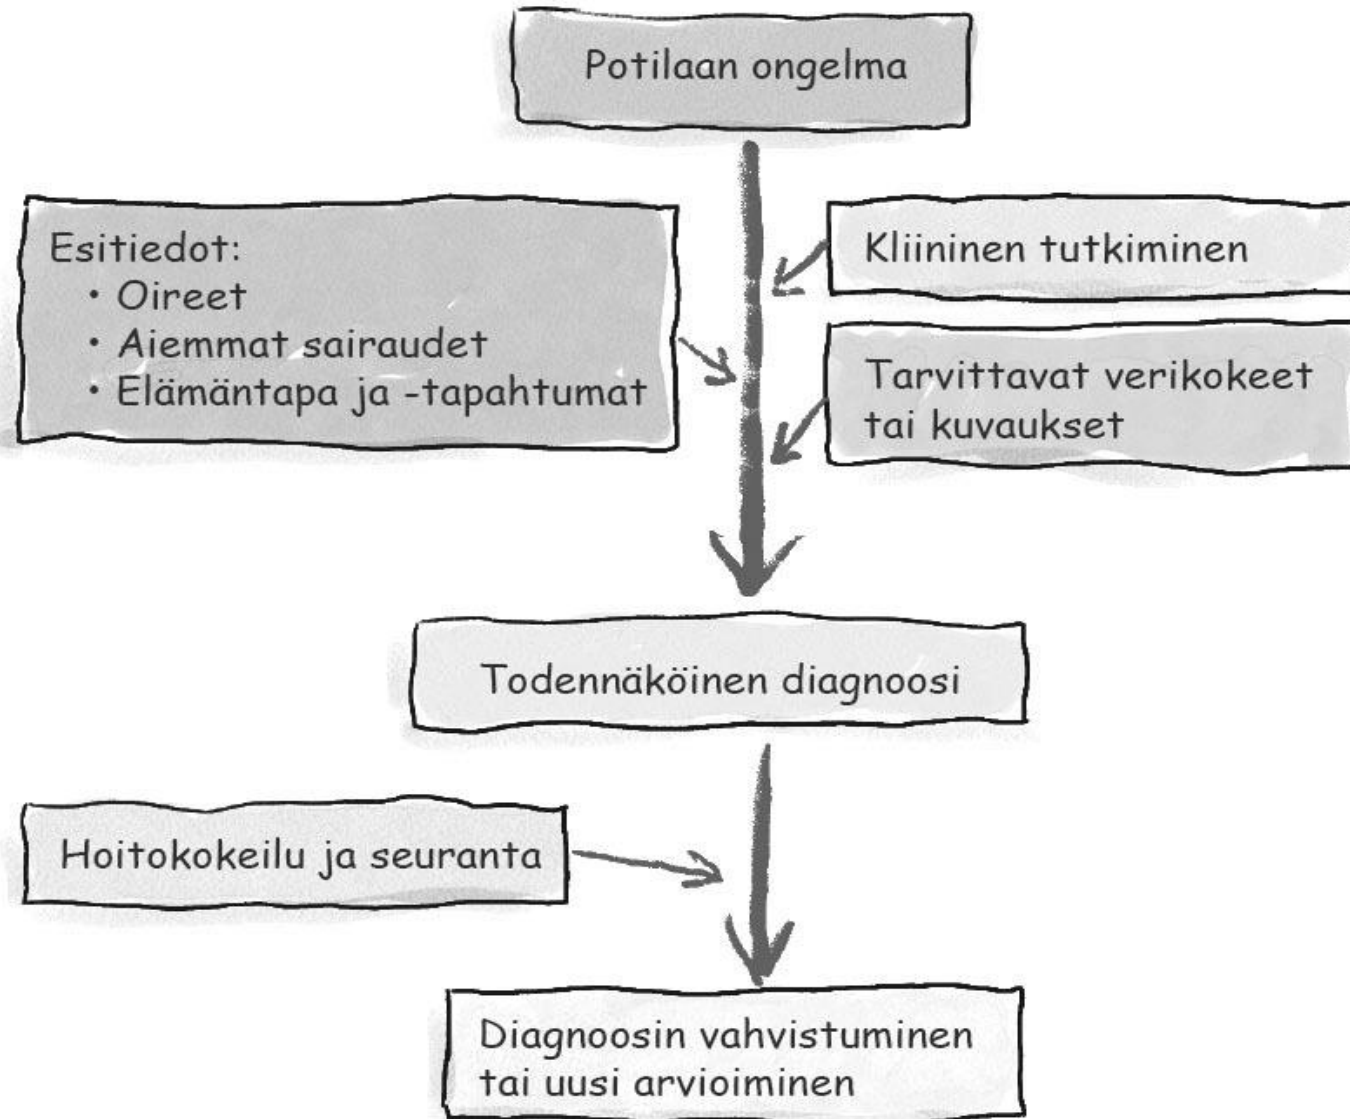 Potilaan ongelma
Esitiedot:
• Oireet
• Aiemmat sairaudet
• Elämäntapa ja -tapahtumat
Kliininen tutkiminen
Tarvittavat verikokeet
tai kuvaukset
Todennäköinen diagnoosi
Hoitokokeilu ja seuranta
Diagnoosin vahvistuminen
tai uusi arvioiminen